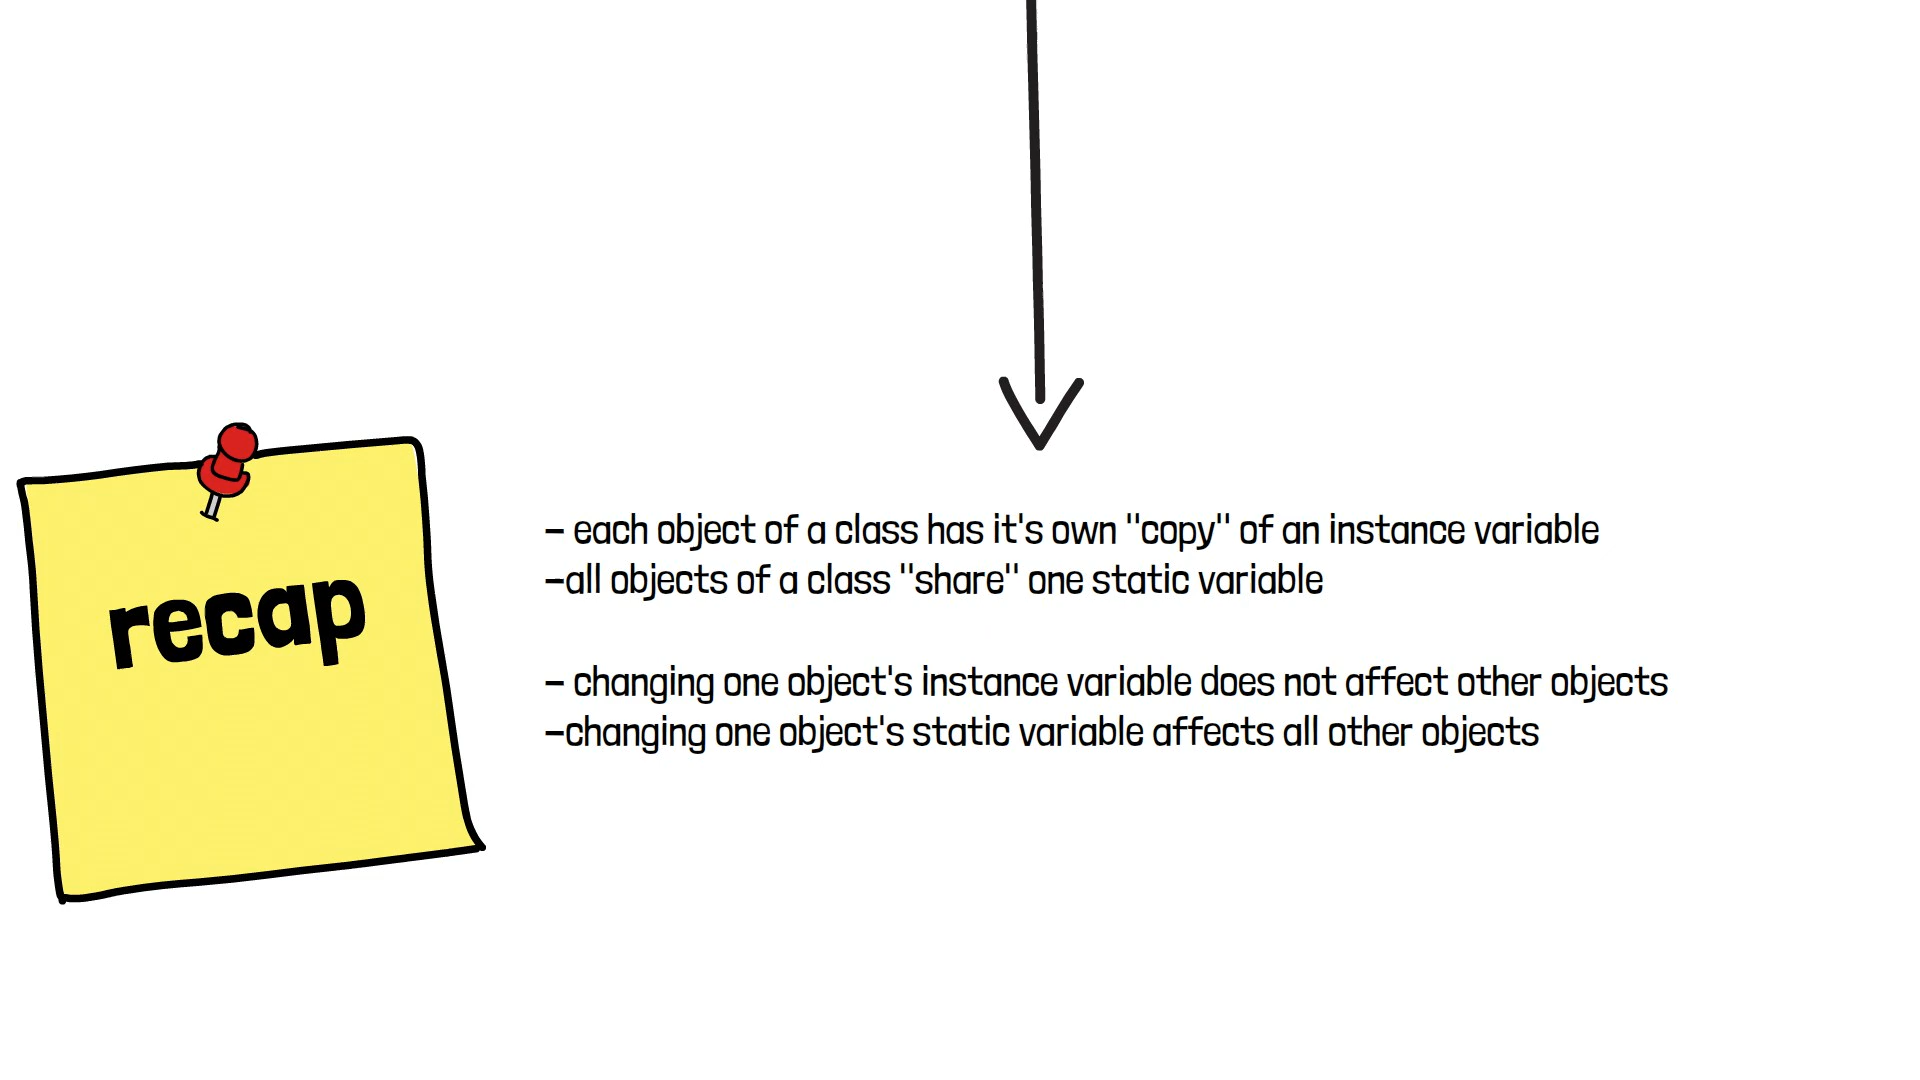 recap
- each object of a class has it's own "copy" of an instance variable
-all objects of a class "share" one static variable
- changing one object's instance variable does not affect other objects
-changing one object's static variable affects all other objects